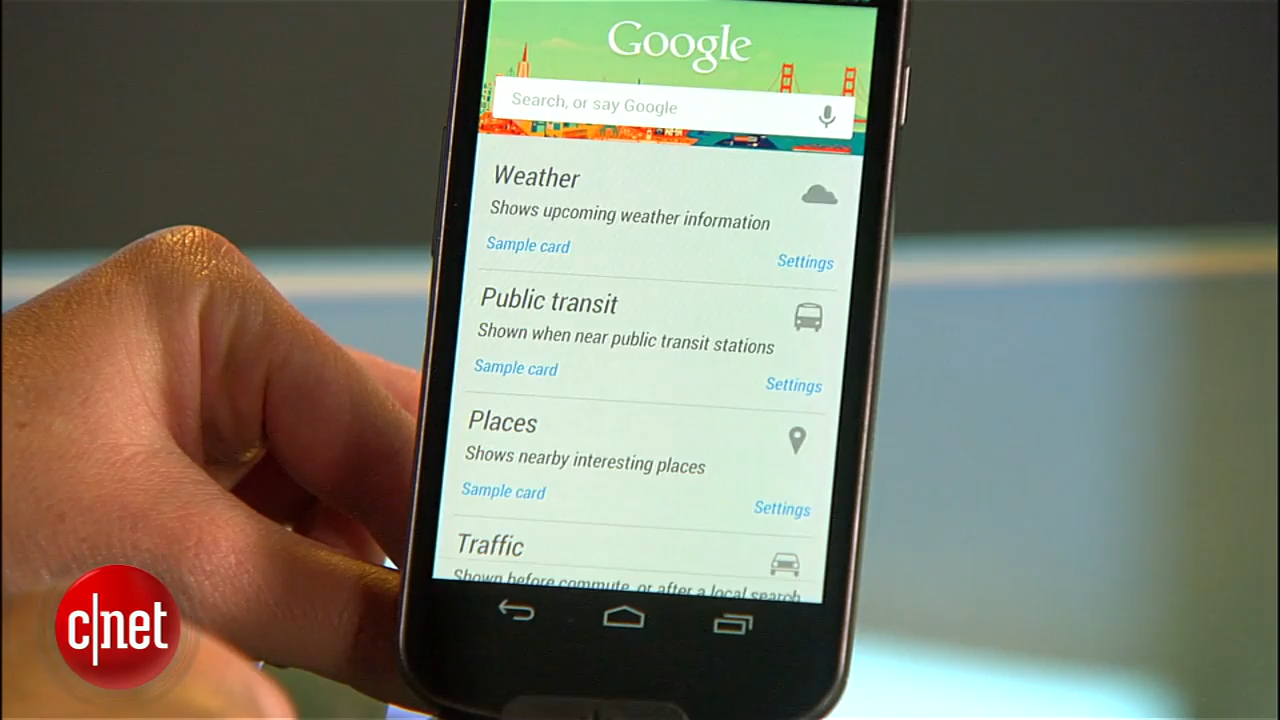 Google
Search, or say Google
Weather
Shows upcoming weather information
Sample card
Settings
Public transit
Shown when near public transit stations
Sample card
Settings
Places
Shows nearby interesting places
Sample card
Settings
Traffic
Shown before commute, or after a local search
c|net